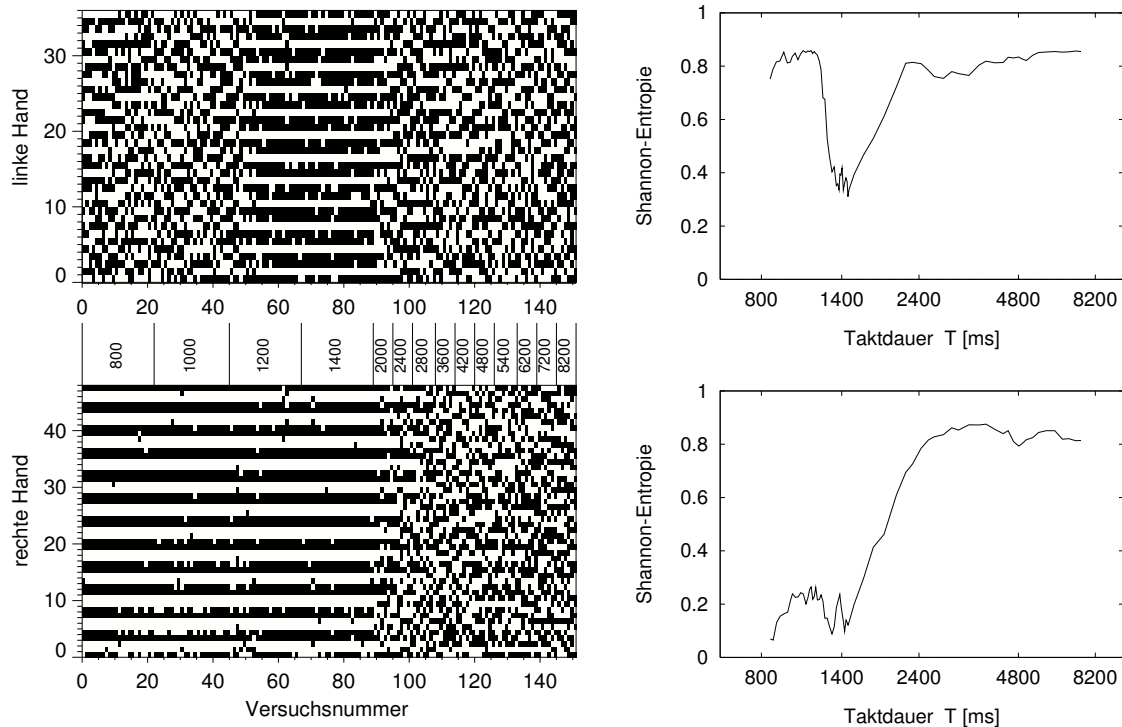 linke Hand
30
20
10
0
0 20 40 60 80 100 120 140
800 1000 1200 1400 2000 2400 2800 3600 4200 4800 5400 6200 7200 8200
rechte Hand
40
30
20
10
0
0 20 40 60 80 100 120 140
Versuchsnummer
Shannon-Entropie
1
0.8
0.6
0.4
0.2
0
800 1400 2400 4800 8200
Taktdauer T [ms]
Shannon-Entropie
1
0.8
0.6
0.4
0.2
0
800 1400 2400 4800 8200
Taktdauer T [ms]